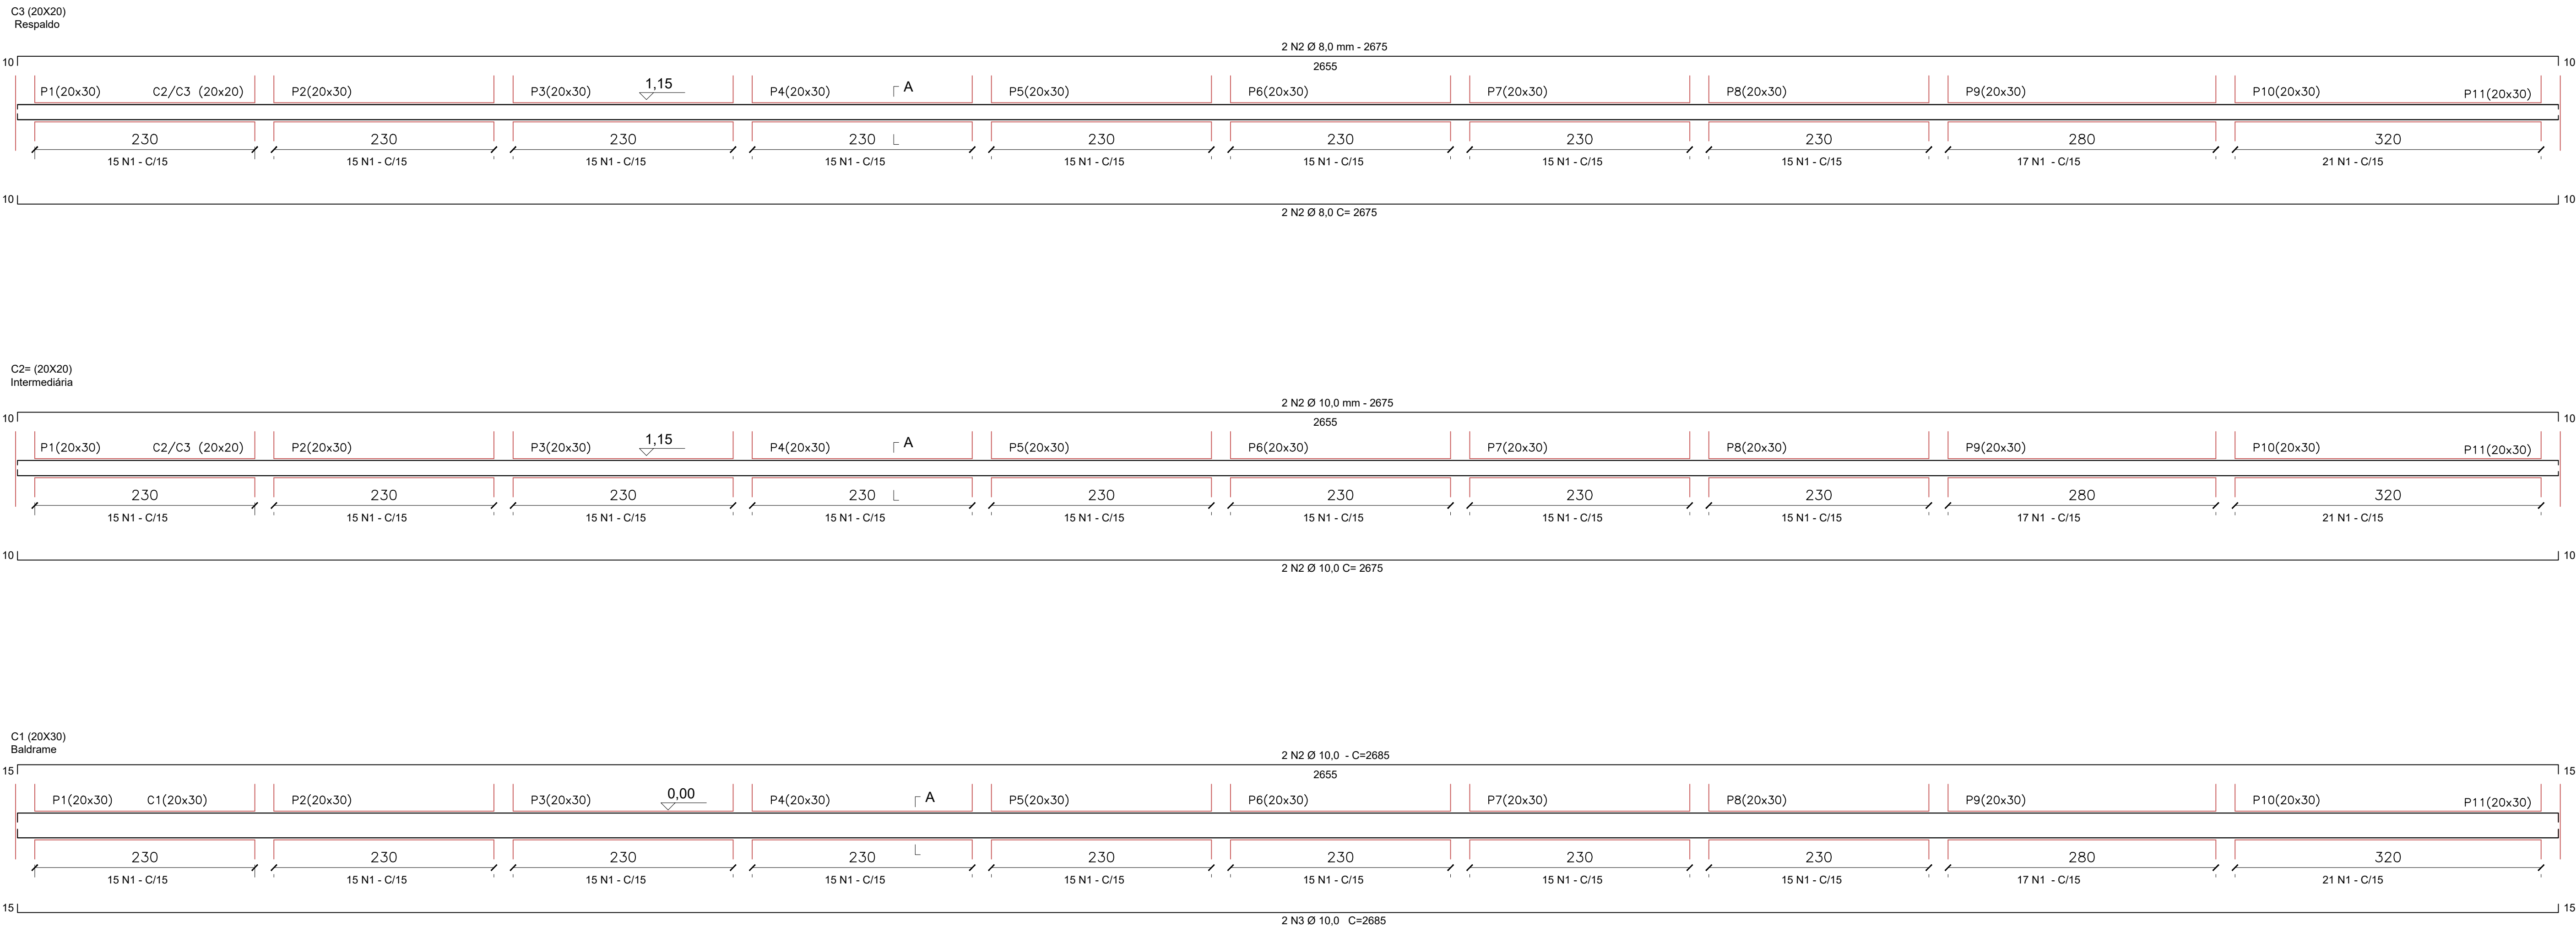 C3 (20X20)
Respaldo
2 N2 Ø 8,0 mm - 2675
10
2655
10
P1(20x30)
C2/C3 (20x20)
P2(20x30)
P3(20x30)
1,15
P4(20x30)
A
P5(20x30)
P6(20x30)
P7(20x30)
P8(20x30)
P9(20x30)
P10(20x30)
P11(20x30)
230
230
230
230
230
230
230
230
280
320
15 N1 - C/15
15 N1 - C/15
15 N1 - C/15
15 N1 - C/15
15 N1 - C/15
15 N1 - C/15
15 N1 - C/15
15 N1 - C/15
17 N1 - C/15
21 N1 - C/15
10
10
2 N2 Ø 8,0 C= 2675
C2= (20X20)
Intermediária
2 N2 Ø 10,0 mm - 2675
10
2655
10
P1(20x30)
C2/C3 (20x20)
P2(20x30)
P3(20x30)
1,15
P4(20x30)
A
P5(20x30)
P6(20x30)
P7(20x30)
P8(20x30)
P9(20x30)
P10(20x30)
P11(20x30)
230
230
230
230
230
230
230
230
280
320
15 N1 - C/15
15 N1 - C/15
15 N1 - C/15
15 N1 - C/15
15 N1 - C/15
15 N1 - C/15
15 N1 - C/15
15 N1 - C/15
17 N1 - C/15
21 N1 - C/15
10
10
2 N2 Ø 10,0 C= 2675
C1 (20X30)
Baldrame
2 N2 Ø 10,0 - C=2685
15
2655
15
P1(20x30)
C1(20x30)
P2(20x30)
P3(20x30)
0,00
P4(20x30)
A
P5(20x30)
P6(20x30)
P7(20x30)
P8(20x30)
P9(20x30)
P10(20x30)
P11(20x30)
230
230
230
230
230
230
230
230
280
320
15 N1 - C/15
15 N1 - C/15
15 N1 - C/15
15 N1 - C/15
15 N1 - C/15
15 N1 - C/15
15 N1 - C/15
15 N1 - C/15
17 N1 - C/15
21 N1 - C/15
15
15
2 N3 Ø 10,0 C=2685